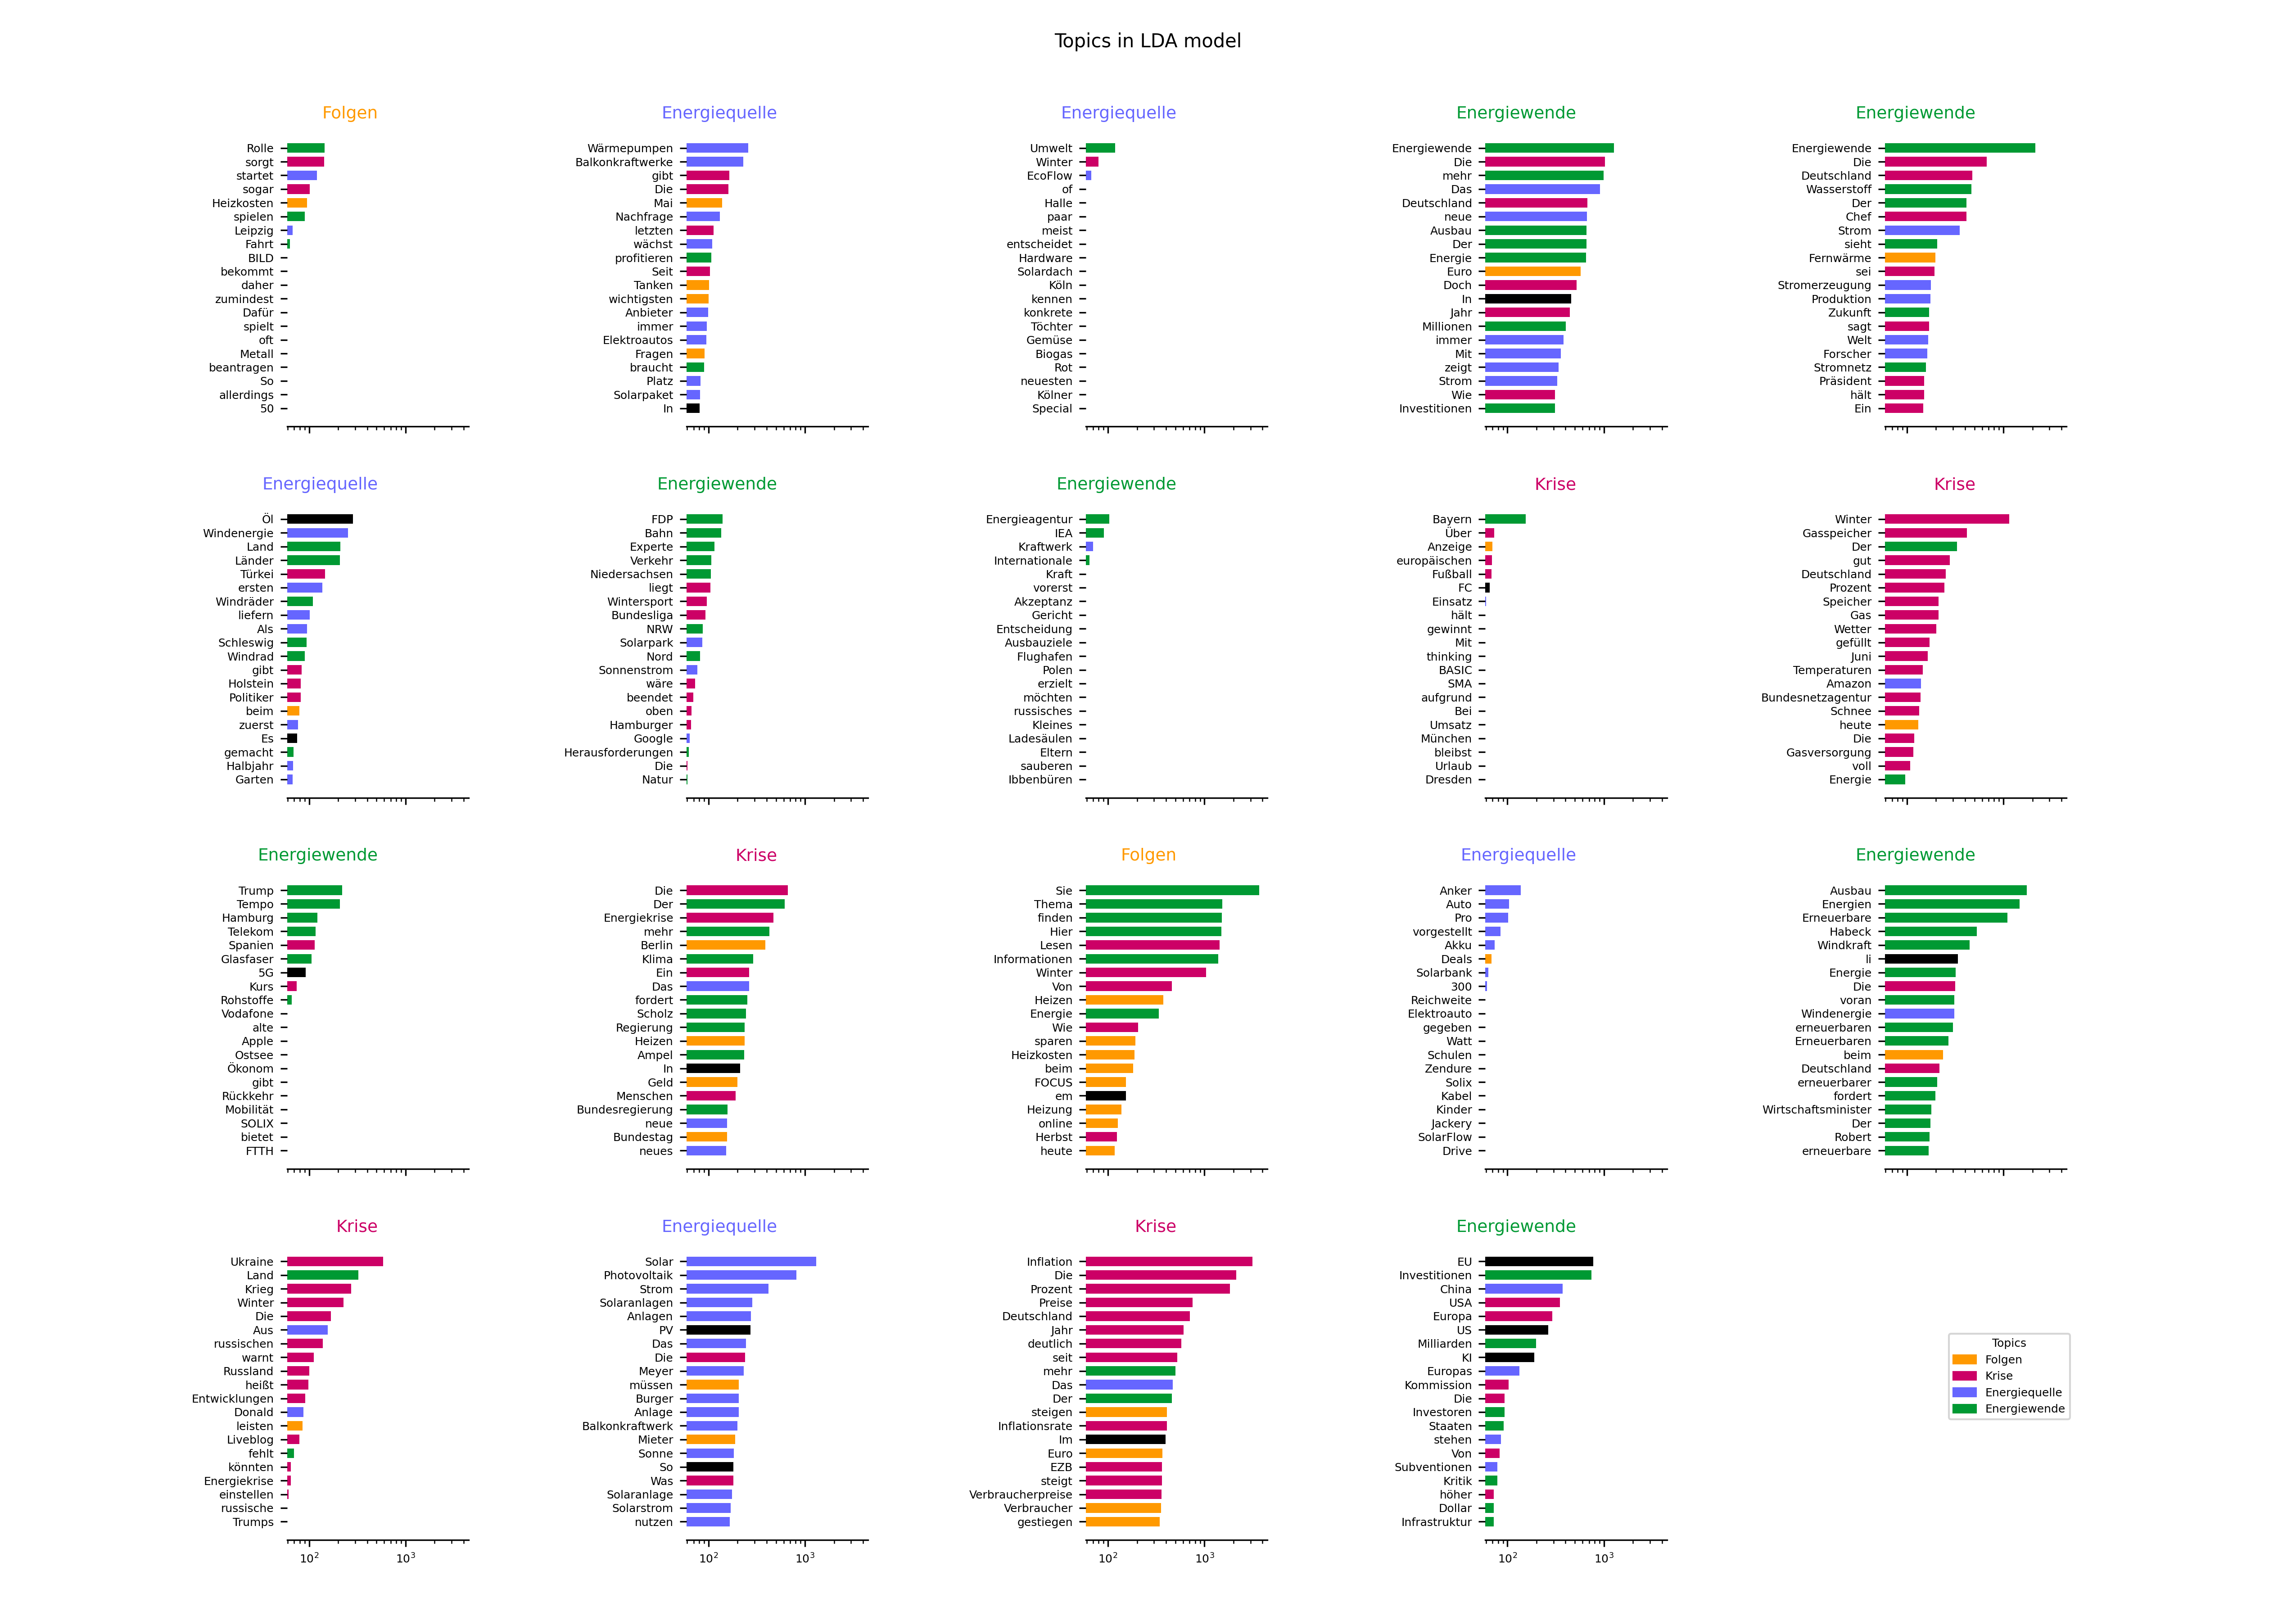 Topics in LDA model
Folgen
Rolle
sorgt
startet
sogar
Heizkosten
spielen
Leipzig
Fahrt
BILD
bekommt
daher
zumindest
Dafür
spielt
oft
Metall
beantragen
So
allerdings
50
Energiequelle
Wärmepumpen
Balkonkraftwerke
gibt
Die
Mai
Nachfrage
letzten
wächst
profitieren
Seit
Tanken
wichtigsten
Anbieter
immer
Elektroautos
Fragen
braucht
Platz
Solarpaket
In
Energiequelle
Umwelt
Winter
EcoFlow
of
Halle
paar
meist
entscheidet
Hardware
Solardach
Köln
kennen
konkrete
Töchter
Gemüse
Biogas
Rot
neuesten
Kölner
Special
Energiewende
Energiewende
Die
mehr
Das
Deutschland
neue
Ausbau
Der
Energie
Euro
Doch
In
Jahr
Millionen
immer
Mit
zeigt
Strom
Wie
Investitionen
Energiewende
Energiewende
Die
Deutschland
Wasserstoff
Der
Chef
Strom
sieht
Fernwärme
sei
Stromerzeugung
Produktion
Zukunft
sagt
Welt
Forscher
Stromnetz
Präsident
hält
Ein
Energiequelle
Öl
Windenergie
Land
Länder
Türkei
ersten
Windräder
liefern
Als
Schleswig
Windrad
gibt
Holstein
Politiker
beim
zuerst
Es
gemacht
Halbjahr
Garten
Energiewende
FDP
Bahn
Experte
Verkehr
Niedersachsen
liegt
Wintersport
Bundesliga
NRW
Solarpark
Nord
Sonnenstrom
wäre
beendet
oben
Hamburger
Google
Herausforderungen
Die
Natur
Energiewende
Energieagentur
IEA
Kraftwerk
Internationale
Kraft
vorerst
Akzeptanz
Gericht
Entscheidung
Ausbauziele
Flughafen
Polen
erzielt
möchten
russisches
Kleines
Ladesäulen
Eltern
sauberen
Ibbenbüren
Krise
Bayern
Über
Anzeige
europäischen
Fußball
FC
Einsatz
hält
gewinnt
Mit
thinking
BASIC
SMA
aufgrund
Bei
Umsatz
München
bleibst
Urlaub
Dresden
Krise
Winter
Gasspeicher
Der
gut
Deutschland
Prozent
Speicher
Gas
Wetter
gefüllt
Juni
Temperaturen
Amazon
Bundesnetzagentur
Schnee
heute
Die
Gasversorgung
voll
Energie
Energiewende
Trump
Tempo
Hamburg
Telekom
Spanien
Glasfaser
5G
Kurs
Rohstoffe
Vodafone
alte
Apple
Ostsee
Ökonom
gibt
Rückkehr
Mobilität
SOLIX
bietet
FTTH
Krise
Die
Der
Energiekrise
mehr
Berlin
Klima
Ein
Das
fordert
Scholz
Regierung
Heizen
Ampel
In
Geld
Menschen
Bundesregierung
neue
Bundestag
neues
Folgen
Sie
Thema
finden
Hier
Lesen
Informationen
Winter
Von
Heizen
Energie
Wie
sparen
Heizkosten
beim
FOCUS
em
Heizung
online
Herbst
heute
Energiequelle
Anker
Auto
Pro
vorgestellt
Akku
Deals
Solarbank
300
Reichweite
Elektroauto
gegeben
Watt
Schulen
Zendure
Solix
Kabel
Kinder
Jackery
SolarFlow
Drive
Energiewende
Ausbau
Energien
Erneuerbare
Habeck
Windkraft
li
Energie
Die
voran
Windenergie
erneuerbaren
Erneuerbaren
beim
Deutschland
erneuerbarer
fordert
Wirtschaftsminister
Der
Robert
erneuerbare
Krise
Ukraine
Land
Krieg
Winter
Die
Aus
russischen
warnt
Russland
heißt
Entwicklungen
Donald
leisten
Liveblog
fehlt
könnten
Energiekrise
einstellen
russische
Trumps
10²
10³
Energiequelle
Solar
Photovoltaik
Strom
Solaranlagen
Anlagen
PV
Das
Die
Meyer
müssen
Burger
Anlage
Balkonkraftwerk
Mieter
Sonne
So
Was
Solaranlage
Solarstrom
nutzen
10²
10³
Krise
Inflation
Die
Prozent
Preise
Deutschland
Jahr
deutlich
seit
mehr
Das
Der
steigen
Inflationsrate
Im
Euro
EZB
steigt
Verbraucherpreise
Verbraucher
gestiegen
10²
10³
Energiewende
EU
Investitionen
China
USA
Europa
US
Milliarden
KI
Europas
Kommission
Die
Investoren
Staaten
stehen
Von
Subventionen
Kritik
höher
Dollar
Infrastruktur
10²
10³
Topics
Folgen
Krise
Energiequelle
Energiewende